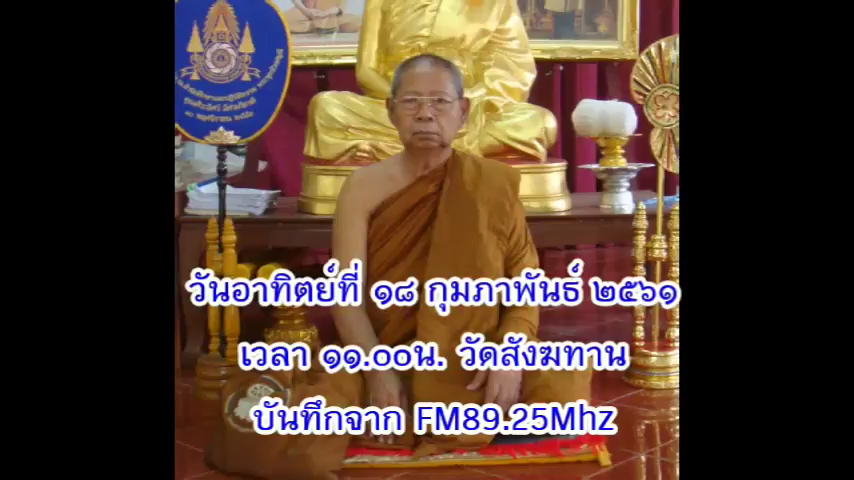 วันอาทิตย์ที่ ๑๘ กุมภาพันธ์ ๒๕๖๑
เวลา ๑๑.๐๐น. วัดสังฆทาน
บันทึกจาก FM89.25Mhz